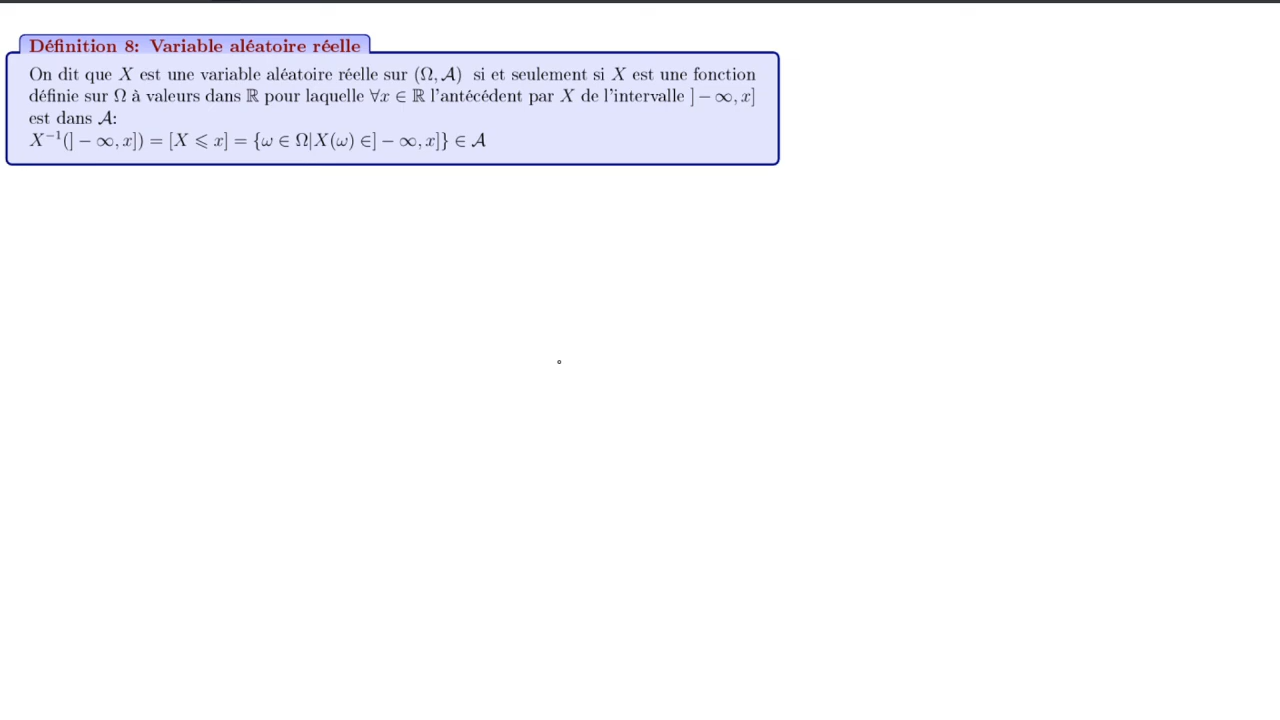 Définition 8: Variable aléatoire réelle
On dit que X est une variable aléatoire réelle sur (Ω, 𝒜) si et seulement si X est une fonction
définie sur Ω à valeurs dans ℝ pour laquelle ∀x ∈ ℝ l'antécédent par X de l'intervalle ] − ∞, x]
est dans 𝒜:
X⁻¹(] − ∞, x]) = [X ⩽ x] = {ω ∈ Ω|X(ω) ∈] − ∞, x]} ∈ 𝒜